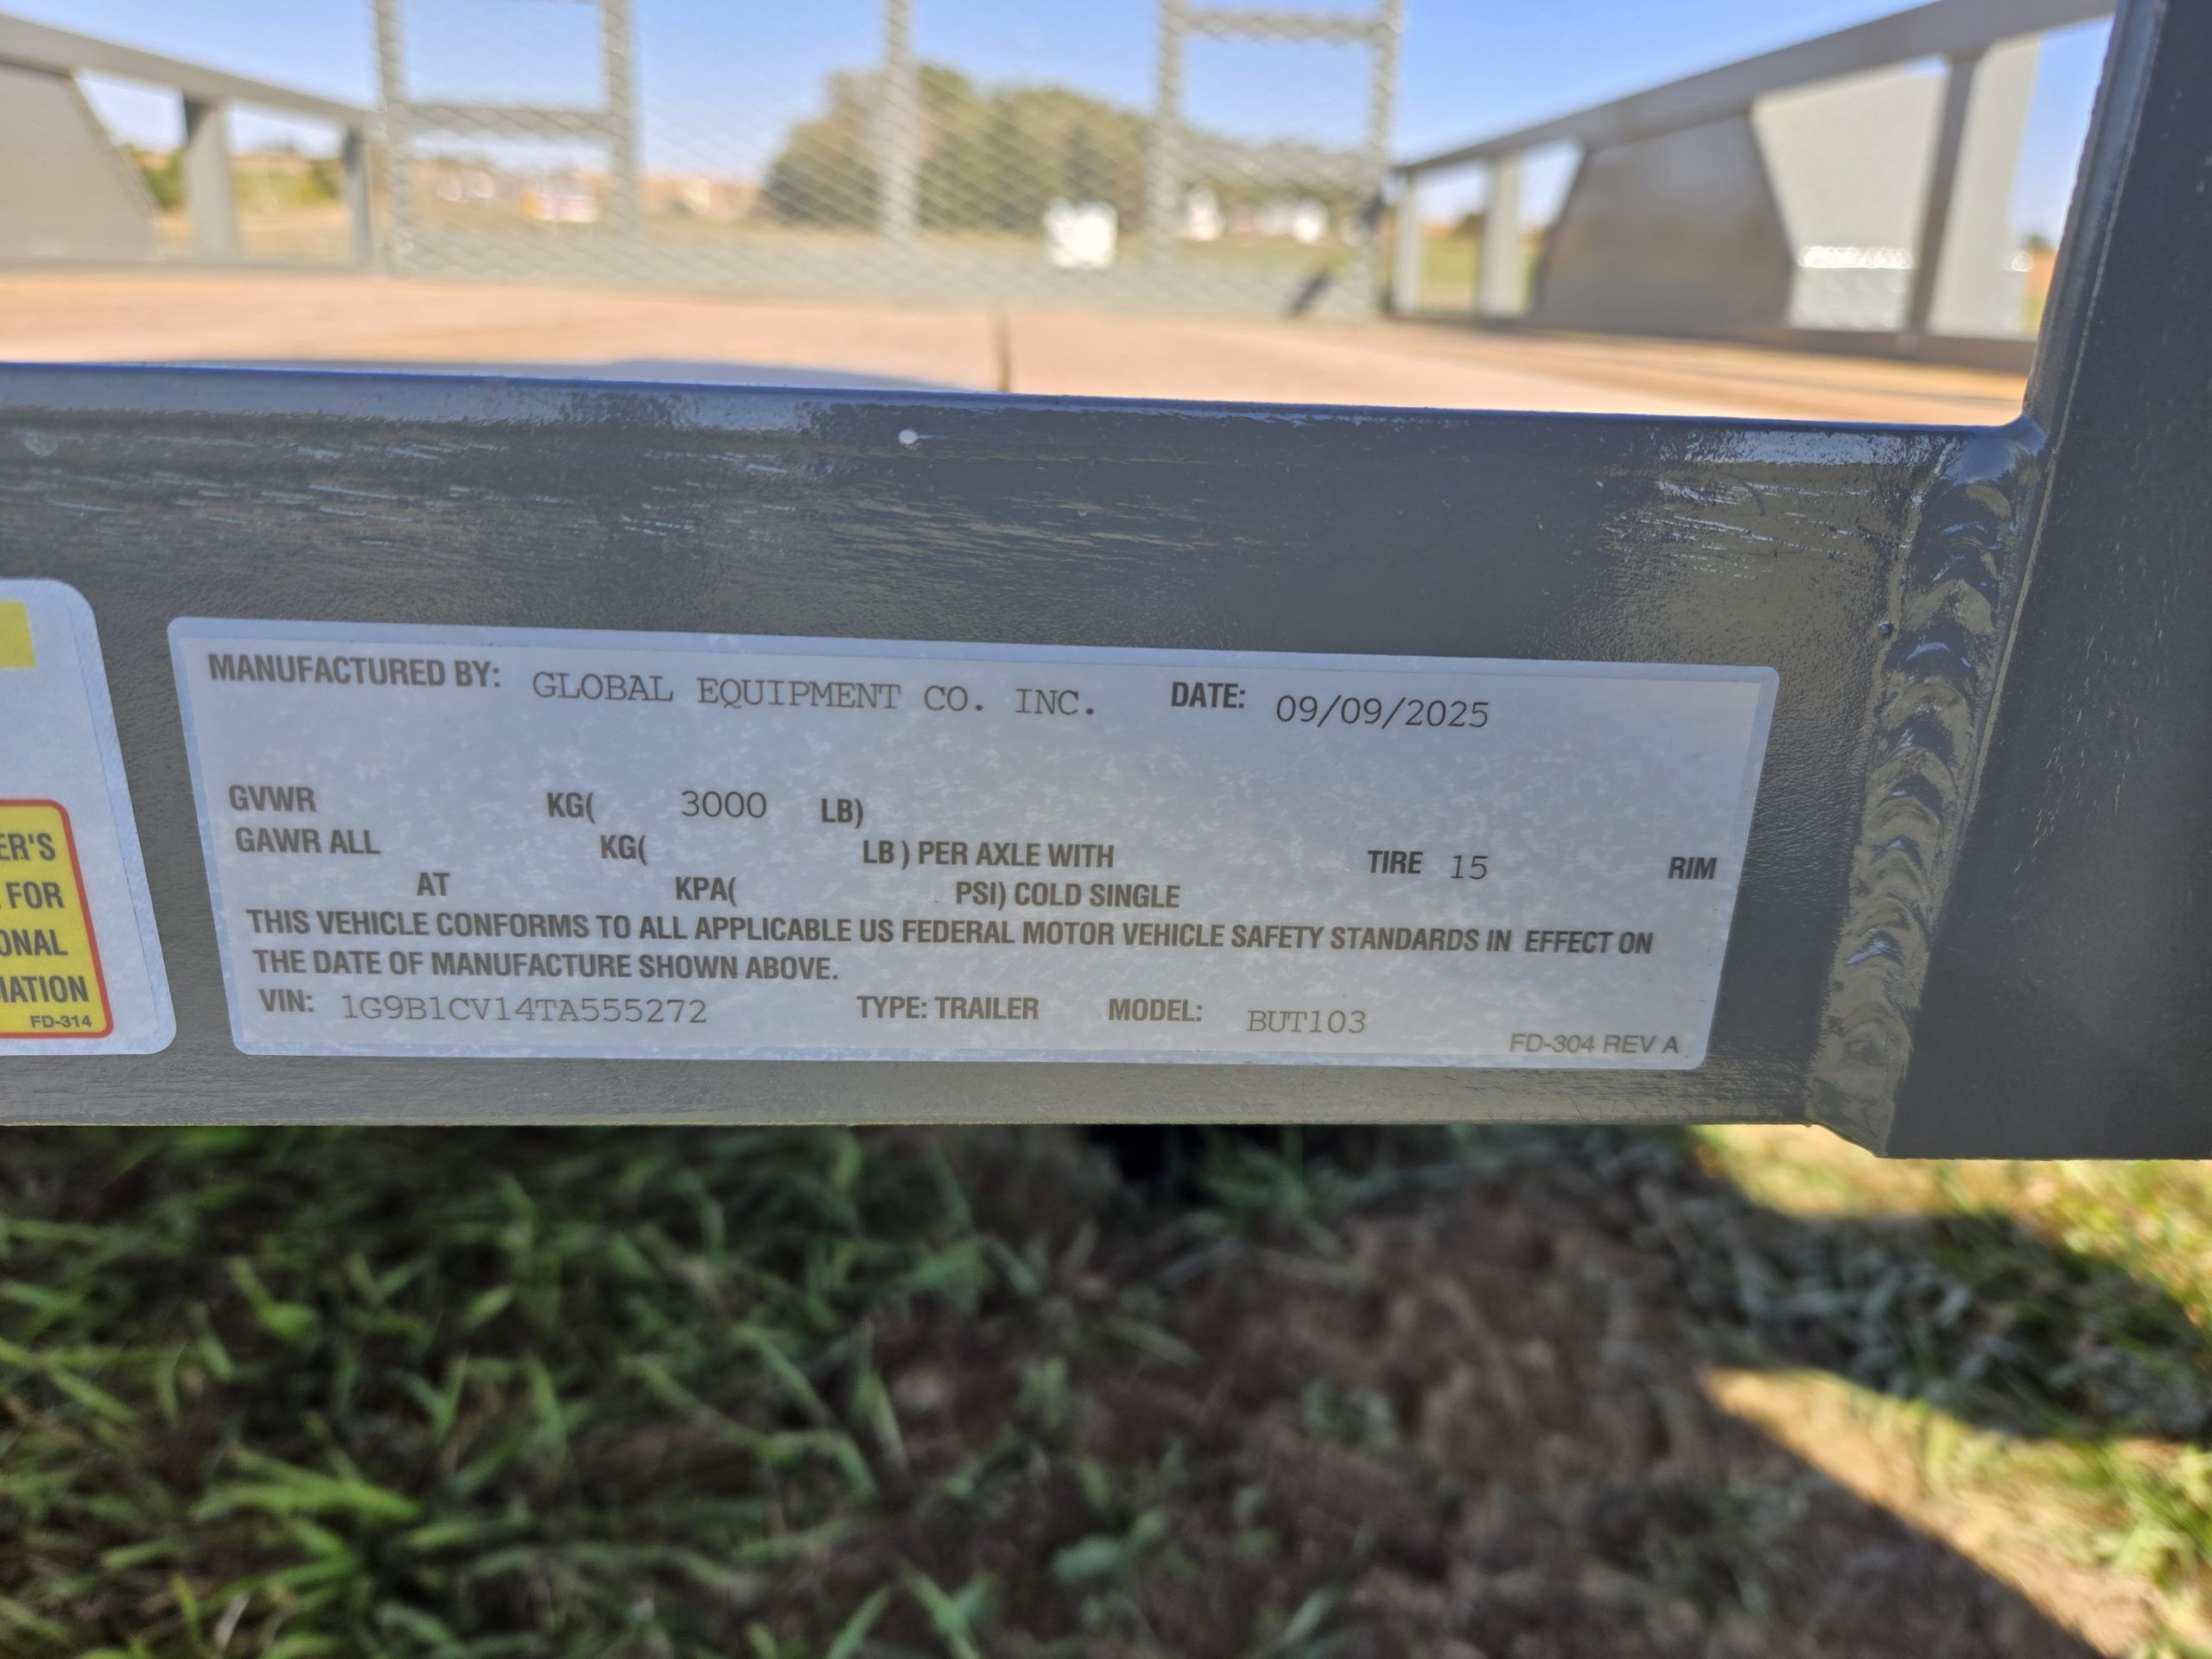 MANUFACTURED BY: GLOBAL EQUIPMENT CO. INC. DATE: 09/09/2025
GVWR KG( 3000 LB)
GAWR ALL KG( LB) PER AXLE WITH TIRE 15 RIM
AT KPA( PSI) COLD SINGLE
THIS VEHICLE CONFORMS TO ALL APPLICABLE US FEDERAL MOTOR VEHICLE SAFETY STANDARDS IN EFFECT ON
THE DATE OF MANUFACTURE SHOWN ABOVE.
VIN: 1G9B1CV14TA555272 TYPE: TRAILER MODEL: BUT103
FD-304 REV A
ER'S
FOR
ONAL
MATION
FD-314